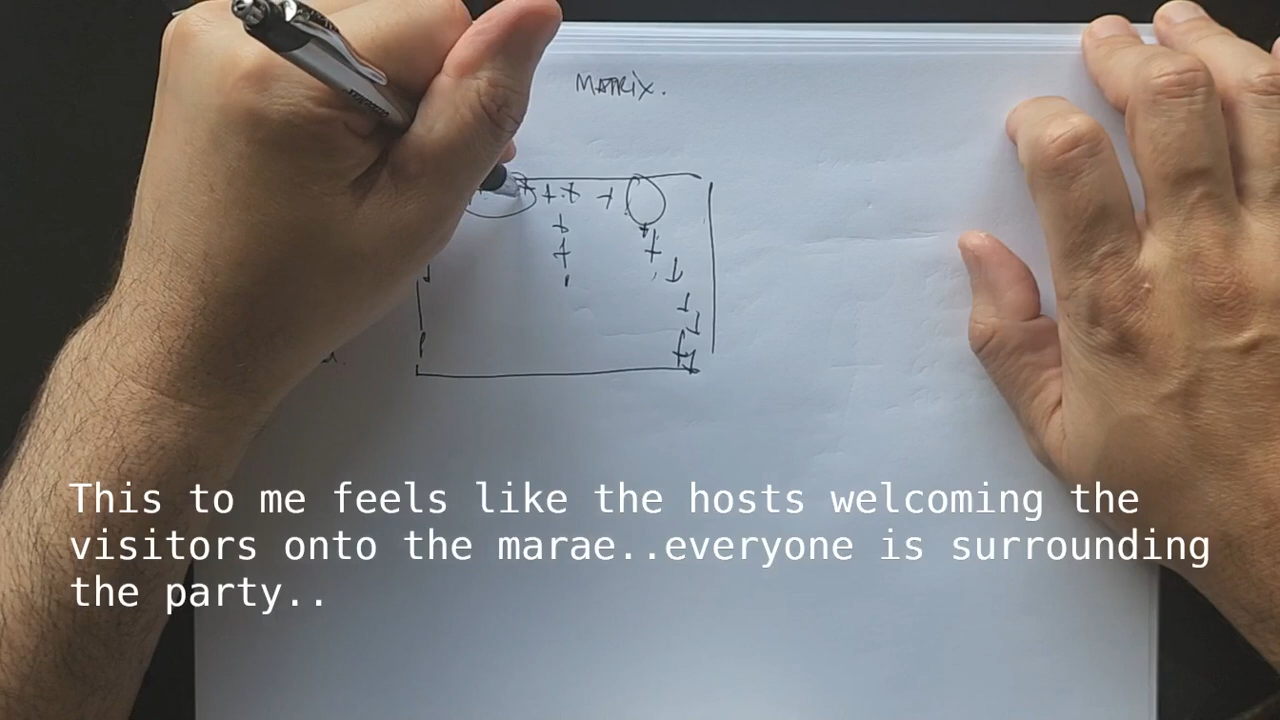 MATRIX.
This to me feels like the hosts welcoming the
visitors onto the marae..everyone is surrounding
the party..